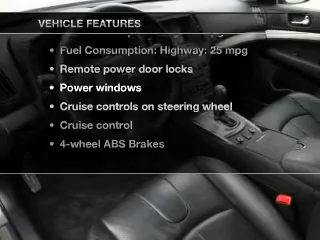 VEHICLE FEATURES
• Fuel Consumption: Highway: 25 mpg
• Remote power door locks
• Power windows
• Cruise controls on steering wheel
• Cruise control
• 4-wheel ABS Brakes